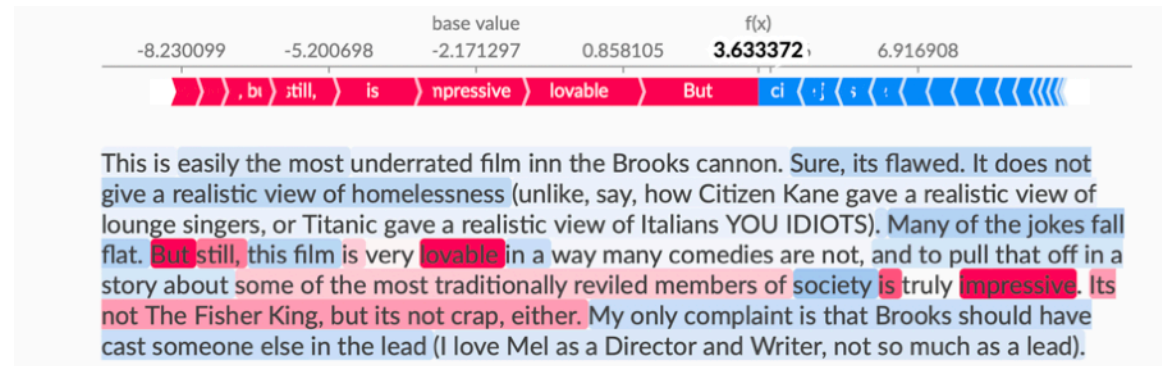 base value f(x)
-8.230099 -5.200698 -2.171297 0.858105 3.633372 6.916908
, bu still, is mpressive lovable But ci
This is easily the most underrated film inn the Brooks cannon. Sure, its flawed. It does not
give a realistic view of homelessness (unlike, say, how Citizen Kane gave a realistic view of
lounge singers, or Titanic gave a realistic view of Italians YOU IDIOTS). Many of the jokes fall
flat. But still, this film is very lovable in a way many comedies are not, and to pull that off in a
story about some of the most traditionally reviled members of society is truly impressive. Its
not The Fisher King, but its not crap, either. My only complaint is that Brooks should have
cast someone else in the lead (I love Mel as a Director and Writer, not so much as a lead).